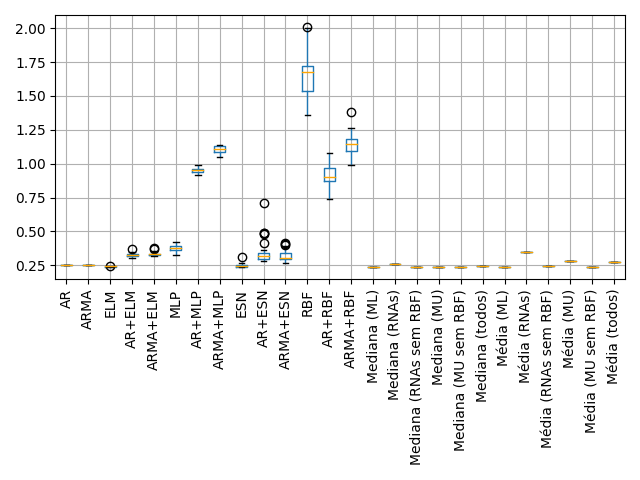 2.00
1.75
1.50
1.25
1.00
0.75
0.50
0.25
AR
ARMA
ELM
AR+ELM
ARMA+ELM
MLP
AR+MLP
ARMA+MLP
ESN
AR+ESN
ARMA+ESN
RBF
AR+RBF
ARMA+RBF
Mediana (ML)
Mediana (RNAs)
Mediana (RNAs sem RBF)
Mediana (MU)
Mediana (MU sem RBF)
Mediana (todos)
Média (ML)
Média (RNAs)
Média (RNAs sem RBF)
Média (MU)
Média (MU sem RBF)
Média (todos)